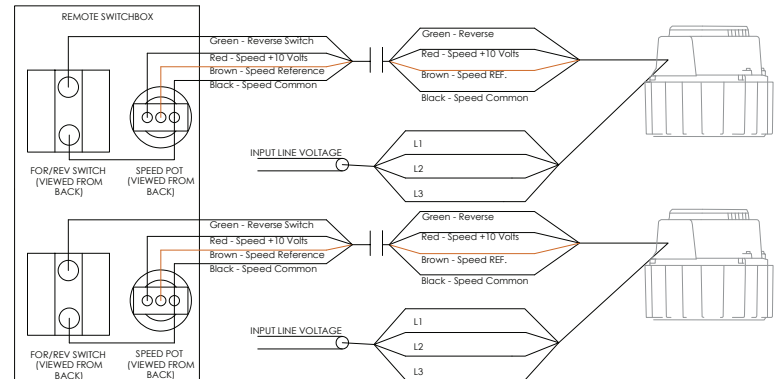 REMOTE SWITCHBOX
Green - Reverse Switch
Red - Speed +10 Volts
Brown - Speed Reference
Black - Speed Common
Green - Reverse
Red - Speed +10 Volts
Brown - Speed REF.
Black - Speed Common
INPUT LINE VOLTAGE
L1
L2
L3
FOR/REV SWITCH
(VIEWED FROM
BACK)
SPEED POT
(VIEWED FROM
BACK)
Green - Reverse Switch
Red - Speed +10 Volts
Brown - Speed Reference
Black - Speed Common
Green - Reverse
Red - Speed +10 Volts
Brown - Speed REF.
Black - Speed Common
INPUT LINE VOLTAGE
L1
L2
L3
FOR/REV SWITCH
(VIEWED FROM
BACK)
SPEED POT
(VIEWED FROM
BACK)